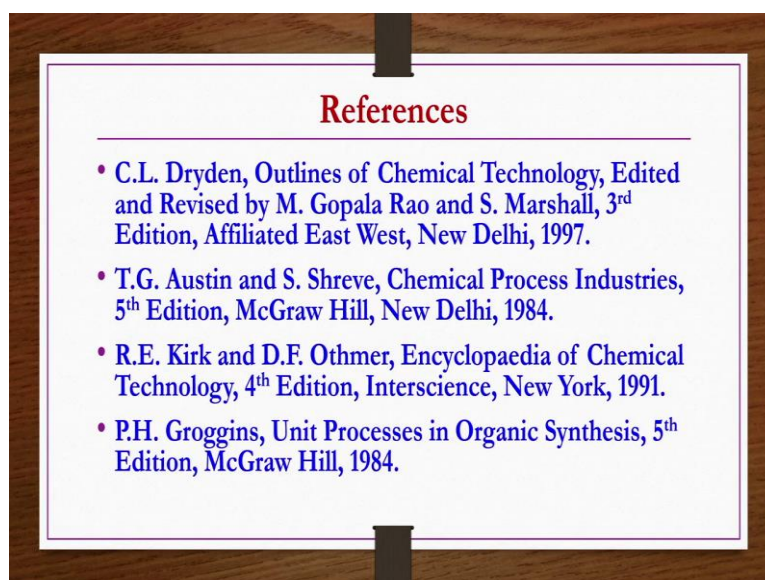 References
• C.L. Dryden, Outlines of Chemical Technology, Edited
and Revised by M. Gopala Rao and S. Marshall, 3rd
Edition, Affiliated East West, New Delhi, 1997.
• T.G. Austin and S. Shreve, Chemical Process Industries,
5th Edition, McGraw Hill, New Delhi, 1984.
• R.E. Kirk and D.F. Othmer, Encyclopaedia of Chemical
Technology, 4th Edition, Interscience, New York, 1991.
• P.H. Groggins, Unit Processes in Organic Synthesis, 5th
Edition, McGraw Hill, 1984.